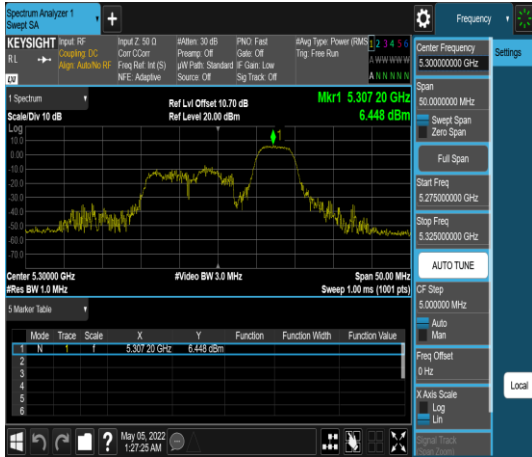 Spectrum Analyzer 1
Swept SA
+
Frequency
KEYSIGHT
RL
LXI
Input: RF
Coupling: DC
Align: Auto/No RF
Input Z: 50 Ω
Corr CCorr
Freq Ref: Int (S)
NFE: Adaptive
#Atten: 30 dB
Preamp: Off
µW Path: Standard
Source: Off
PNO: Fast
Gate: Off
IF Gain: Low
Sig Track: Off
#Avg Type: Power (RMS
Trig: Free Run
1 2 3 4 5 6
A W W W W W
A N N N N N
1 Spectrum
Scale/Div 10 dB
Ref Lvl Offset 10.70 dB
Ref Level 20.00 dBm
Mkr1 5.307 20 GHz
6.448 dBm
Log
10.0
0.00
-10.0
-20.0
-30.0
-40.0
-50.0
-60.0
-70.0
1
Center 5.30000 GHz
#Res BW 1.0 MHz
#Video BW 3.0 MHz
Span 50.00 MHz
Sweep 1.00 ms (1001 pts)
5 Marker Table
Mode Trace Scale X Y Function Function Width Function Value
1 N 1 f 5.307 20 GHz 6.448 dBm
2
3
4
5
6
May 05, 2022
1:27:25 AM
Center Frequency
5.300000000 GHz
Settings
Span
50.0000000 MHz
Swept Span
Zero Span
Full Span
Start Freq
5.275000000 GHz
Stop Freq
5.325000000 GHz
AUTO TUNE
CF Step
5.000000 MHz
Auto
Man
Freq Offset
0 Hz
X Axis Scale
Log
Lin
Local
Signal Track
(Span Zoom)